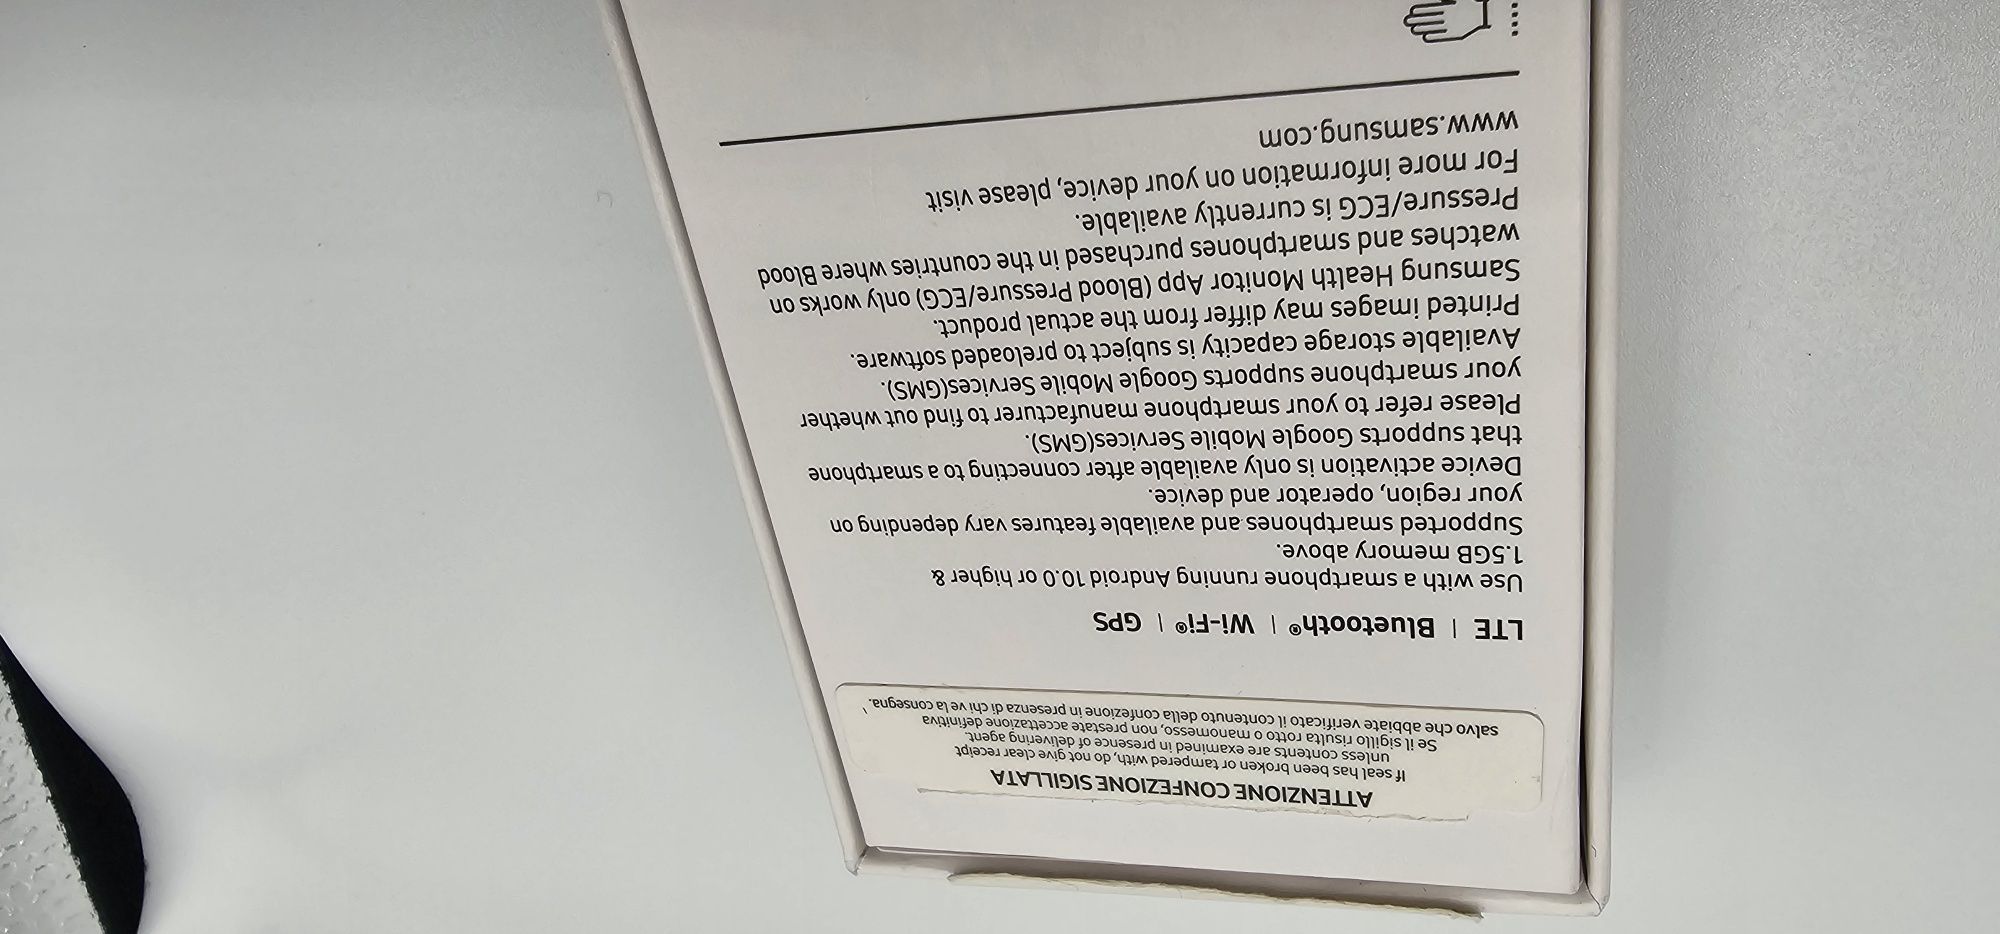 ATTENZIONE CONFEZIONE SIGILLATA
If seal has been broken or tampered with, do not give clear receipt
unless contents are examined in presence of delivering agent.
Se il sigillo risulta rotto o manomesso, non prestate accettazione definitiva
salvo che abbiate verificato il contenuto della confezione in presenza di chi ve la consegna.
LTE | Bluetooth® | Wi-Fi® | GPS
Use with a smartphone running Android 10.0 or higher &
1.5GB memory above.
Supported smartphones and available features vary depending on
your region, operator and device.
Device activation is only available after connecting to a smartphone
that supports Google Mobile Services(GMS).
Please refer to your smartphone manufacturer to find out whether
your smartphone supports Google Mobile Services(GMS).
Available storage capacity is subject to preloaded software.
Printed images may differ from the actual product.
Samsung Health Monitor App (Blood Pressure/ECG) only works on
watches and smartphones purchased in the countries where Blood
Pressure/ECG is currently available.
For more information on your device, please visit
www.samsung.com